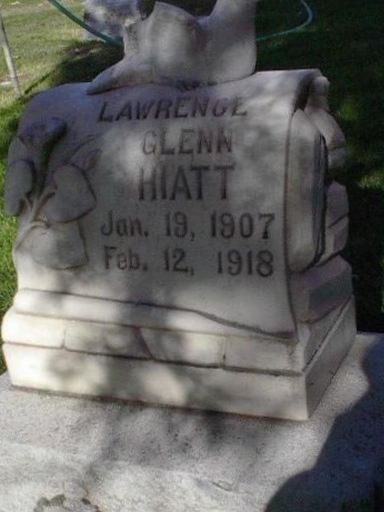 LAWRENCE
GLENN
HIATT
Jan. 19, 1907
Feb. 12, 1918